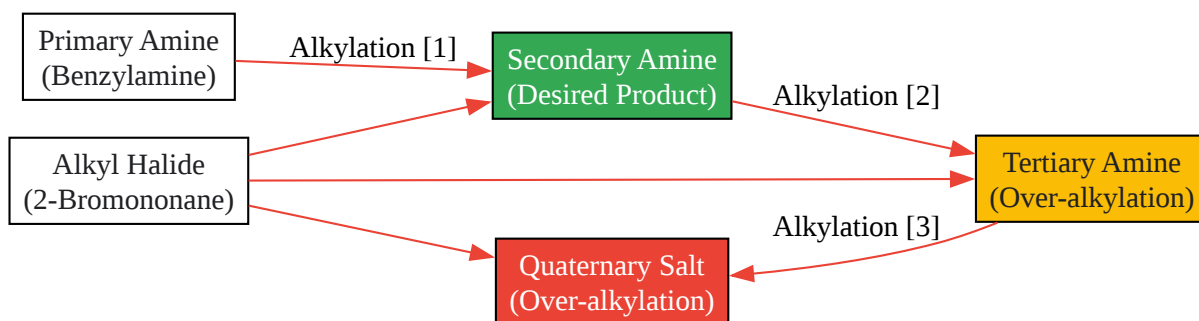 Primary Amine
(Benzylamine)
Alkylation [1]
Secondary Amine
(Desired Product)
Alkylation [2]
Alkyl Halide
(2-Bromononane)
Tertiary Amine
(Over-alkylation)
Alkylation [3]
Quaternary Salt
(Over-alkylation)